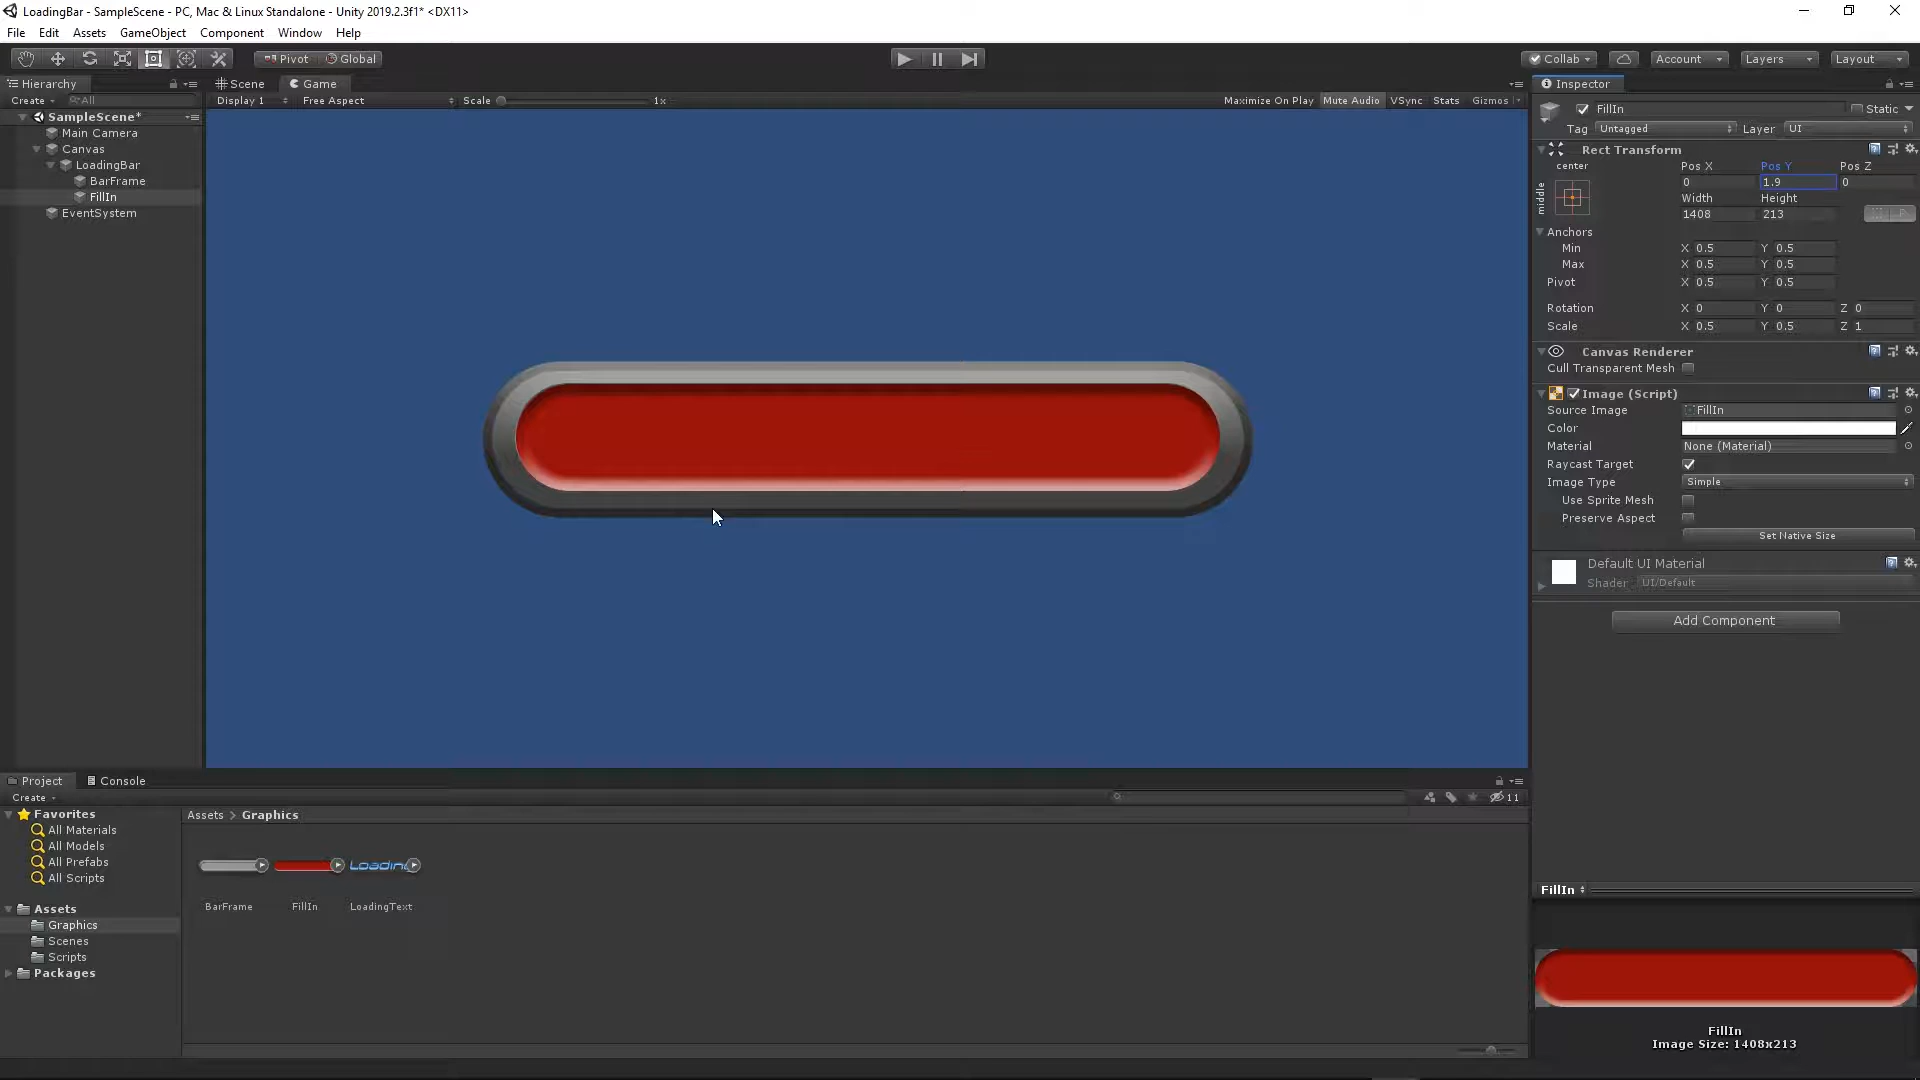 LoadingBar - SampleScene - PC, Mac & Linux Standalone - Unity 2019.2.3f1* <DX11>
File Edit Assets GameObject Component Window Help
Pivot Global Collab Account Layers Layout
Hierarchy Scene Game Inspector
Create All Display 1 Free Aspect Scale 1x Maximize On Play Mute Audio VSync Stats Gizmos
FillIn Static
SampleScene*
Tag Untagged Layer UI
Main Camera
Canvas
Rect Transform
LoadingBar
center Pos X Pos Y Pos Z
BarFrame
0 1.9 0
FillIn
middle
Width Height
EventSystem
1408 213
Anchors
Min X 0.5 Y 0.5
Max X 0.5 Y 0.5
Pivot X 0.5 Y 0.5
Rotation X 0 Y 0 Z 0
Scale X 0.5 Y 0.5 Z 1
Canvas Renderer
Cull Transparent Mesh
Image (Script)
Source Image FillIn
Color
Material None (Material)
Raycast Target
Image Type Simple
Use Sprite Mesh
Preserve Aspect
Set Native Size
Default UI Material
Shader UI/Default
Add Component
Project Console
Create 11
Favorites
Assets > Graphics
All Materials
All Models
All Prefabs
All Scripts
Loading
BarFrame FillIn LoadingText
Assets
Graphics
Scenes
Scripts
Packages
FillIn
FillIn
Image Size: 1408x213